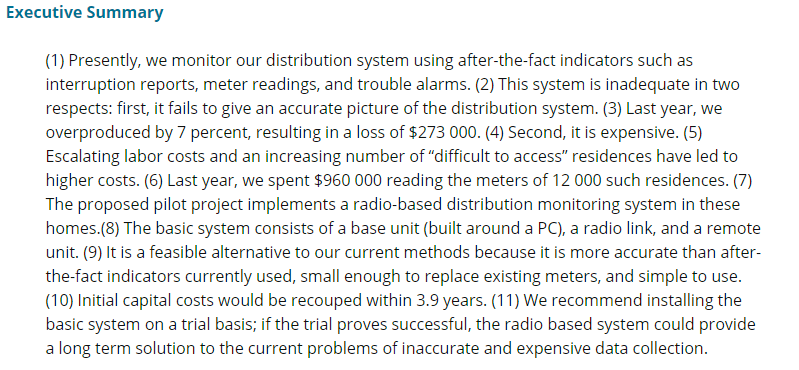 Executive Summary
(1) Presently, we monitor our distribution system using after-the-fact indicators such as
interruption reports, meter readings, and trouble alarms. (2) This system is inadequate in two
respects: first, it fails to give an accurate picture of the distribution system. (3) Last year, we
overproduced by 7 percent, resulting in a loss of $273 000. (4) Second, it is expensive. (5)
Escalating labor costs and an increasing number of “difficult to access” residences have led to
higher costs. (6) Last year, we spent $960 000 reading the meters of 12 000 such residences. (7)
The proposed pilot project implements a radio-based distribution monitoring system in these
homes.(8) The basic system consists of a base unit (built around a PC), a radio link, and a remote
unit. (9) It is a feasible alternative to our current methods because it is more accurate than after-
the-fact indicators currently used, small enough to replace existing meters, and simple to use.
(10) Initial capital costs would be recouped within 3.9 years. (11) We recommend installing the
basic system on a trial basis; if the trial proves successful, the radio based system could provide
a long term solution to the current problems of inaccurate and expensive data collection.